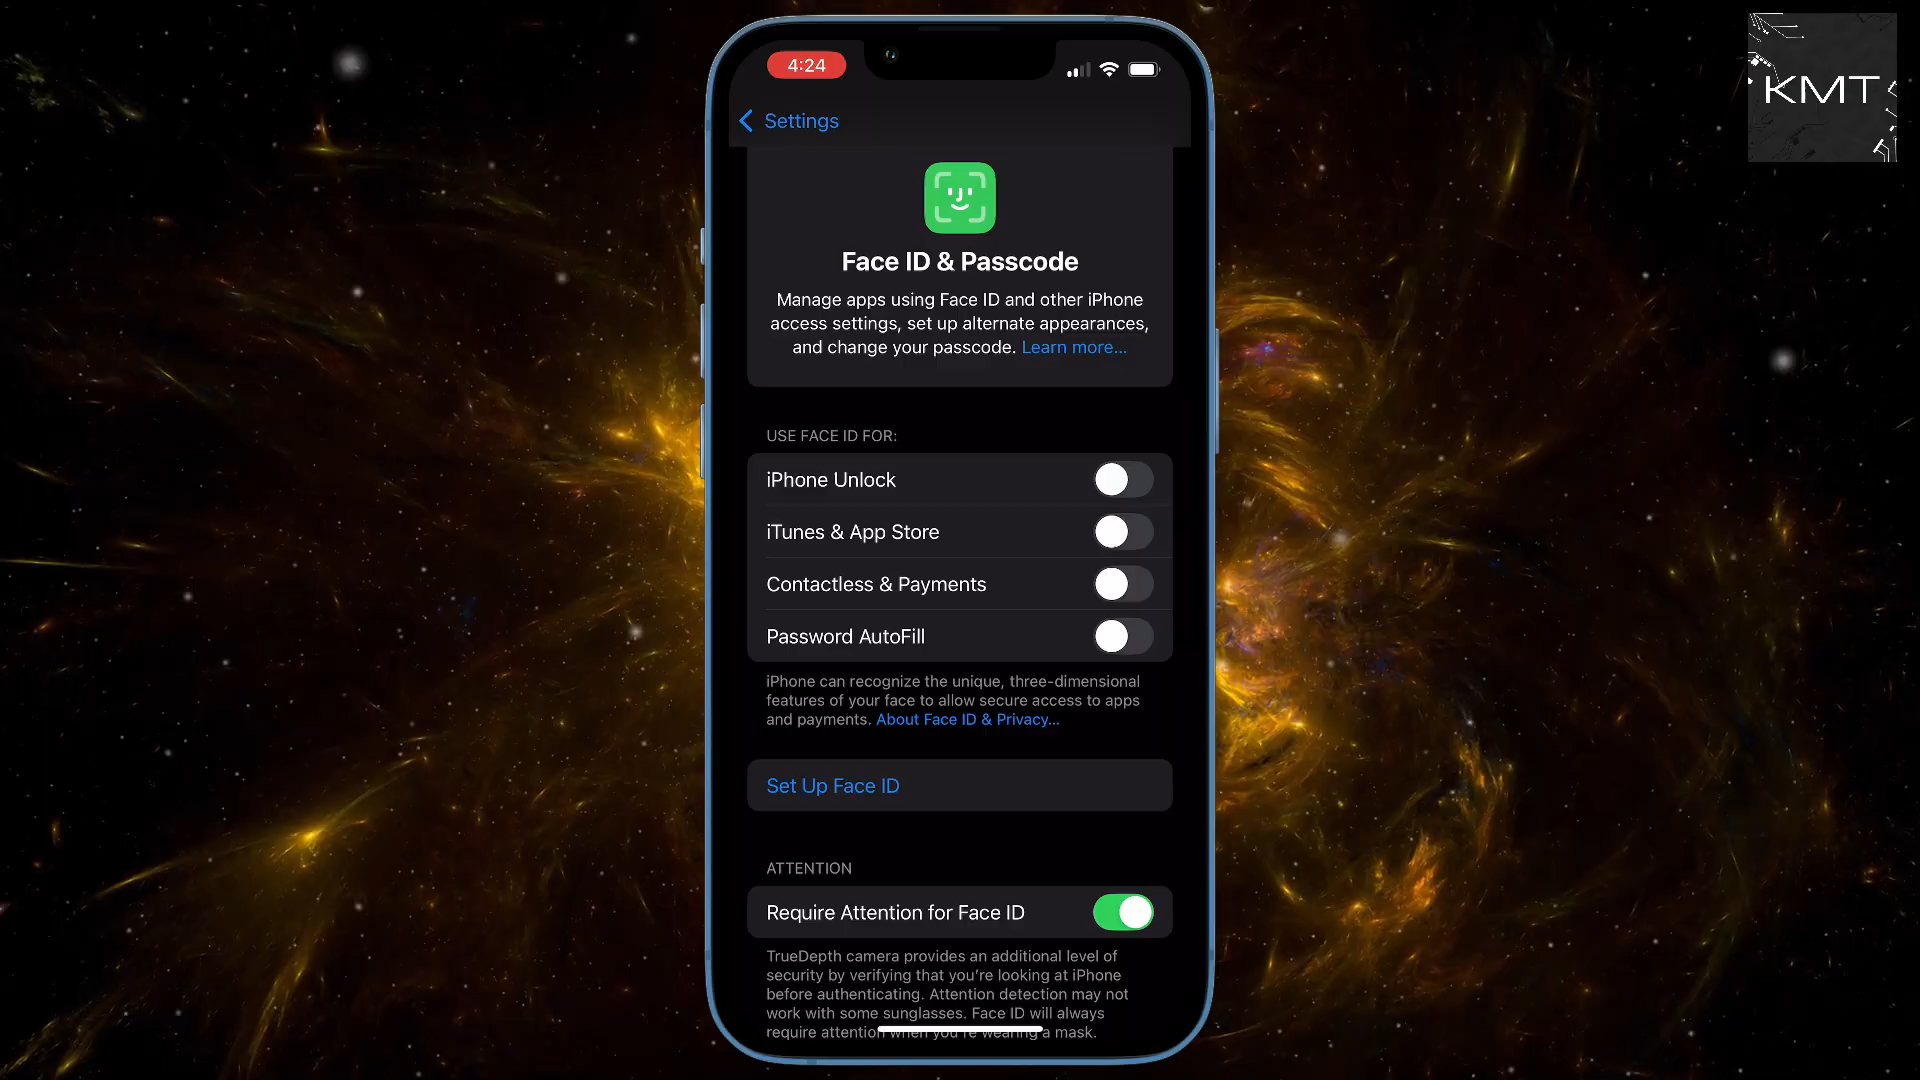 4:24
KMT
Settings
Face ID & Passcode
Manage apps using Face ID and other iPhone
access settings, set up alternate appearances,
and change your passcode. Learn more...
USE FACE ID FOR:
iPhone Unlock
iTunes & App Store
Contactless & Payments
Password AutoFill
iPhone can recognize the unique, three-dimensional
features of your face to allow secure access to apps
and payments. About Face ID & Privacy...
Set Up Face ID
ATTENTION
Require Attention for Face ID
TrueDepth camera provides an additional level of
security by verifying that you're looking at iPhone
before authenticating. Attention detection may not
work with some sunglasses. Face ID will always
require attention when you're wearing a mask.